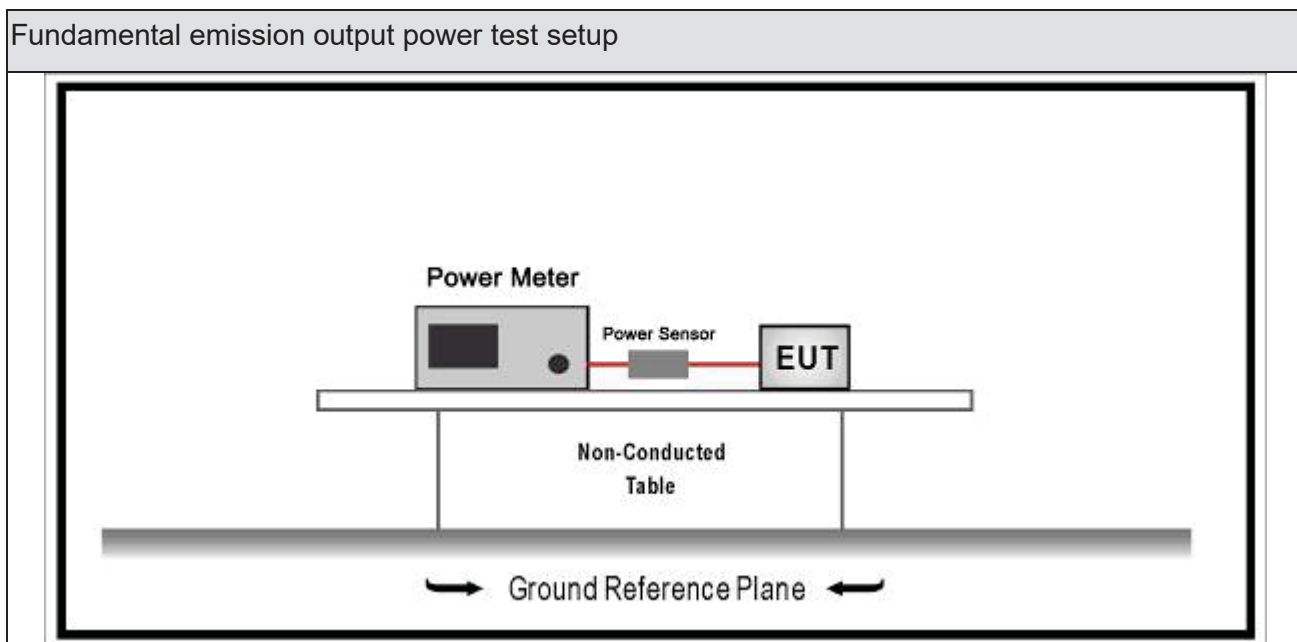 Fundamental emission output power test setup
Power Meter
Power Sensor
EUT
Non-Conducted
Table
Ground Reference Plane